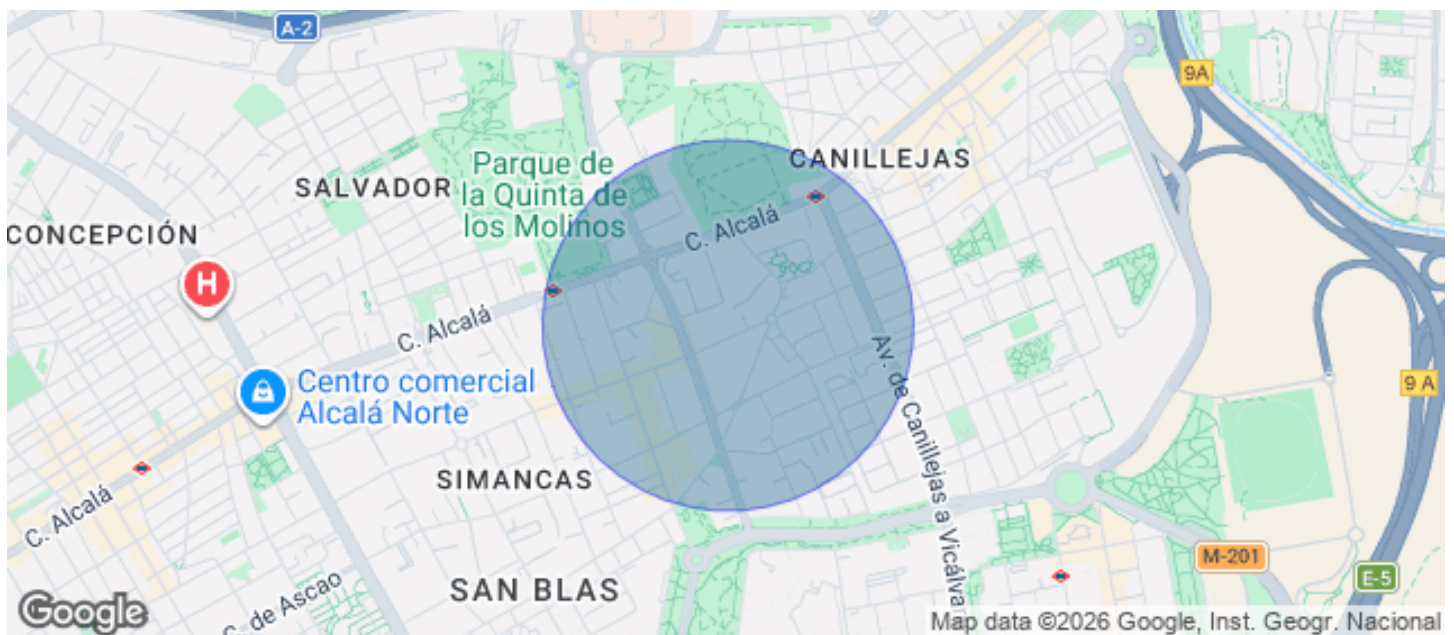 A-2
9A
CANILLEJAS
Parque de
la Quinta de
los Molinos
SALVADOR
CONCEPCIÓN
C. Alcalá
H
C. Alcalá
Centro comercial
Alcalá Norte
Av. de Canillejas a Vicálvar
9 A
SIMANCAS
C. Alcalá
M-201
E-5
SAN BLAS
C. de Ascao
Google
Map data ©2026 Google, Inst. Geogr. Nacional